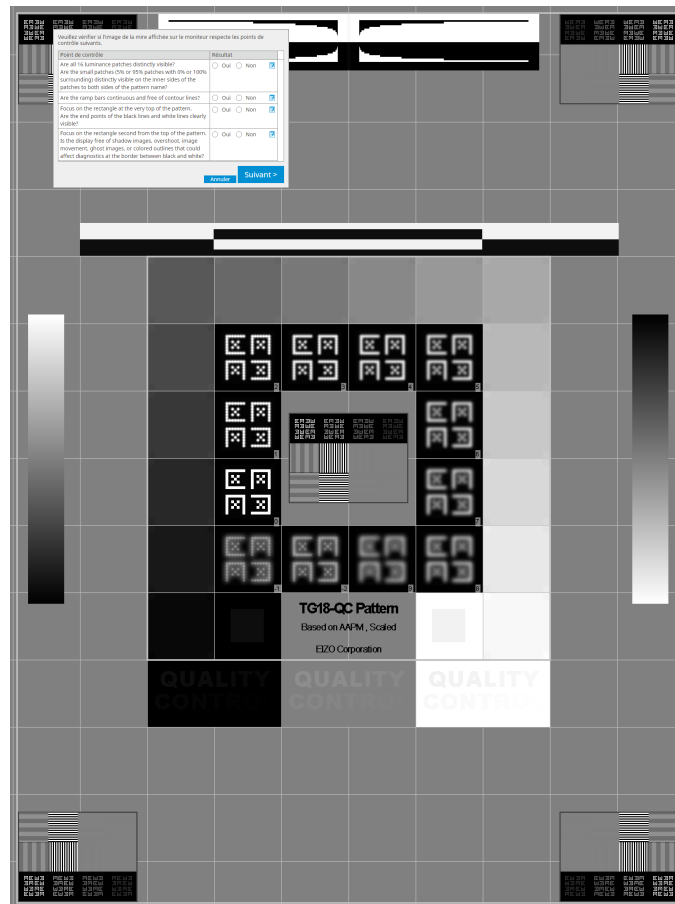 Veuillez vérifier si l'image de la mire affichée sur le moniteur respecte les points de
contrôle suivants.
Point de contrôle
Résultat
Are all 16 luminance patches distinctly visible?
Are the small patches (5% or 95% patches with 0% or 100%
surrounding) distinctly visible on the inner sides of the
patches to both sides of the pattern name?
Oui Non
Are the ramp bars continuous and free of contour lines?
Oui Non
Focus on the rectangle at the very top of the pattern.
Are the end points of the black lines and white lines clearly
visible?
Oui Non
Focus on the rectangle second from the top of the pattern.
Is the display free of shadow images, overshoot, image
movement, ghost images, or colored outlines that could
affect diagnostics at the border between black and white?
Oui Non
Annuler
Suivant >
TG18-QC Pattern
Based on AAPM , Scaled
EIZO Corporation
QUALITY QUALITY
CONT CONT